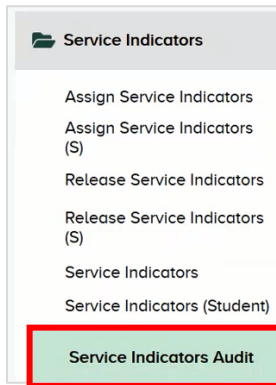 Service Indicators
Assign Service Indicators
Assign Service Indicators
(S)
Release Service Indicators
Release Service Indicators
(S)
Service Indicators
Service Indicators (Student)
Service Indicators Audit